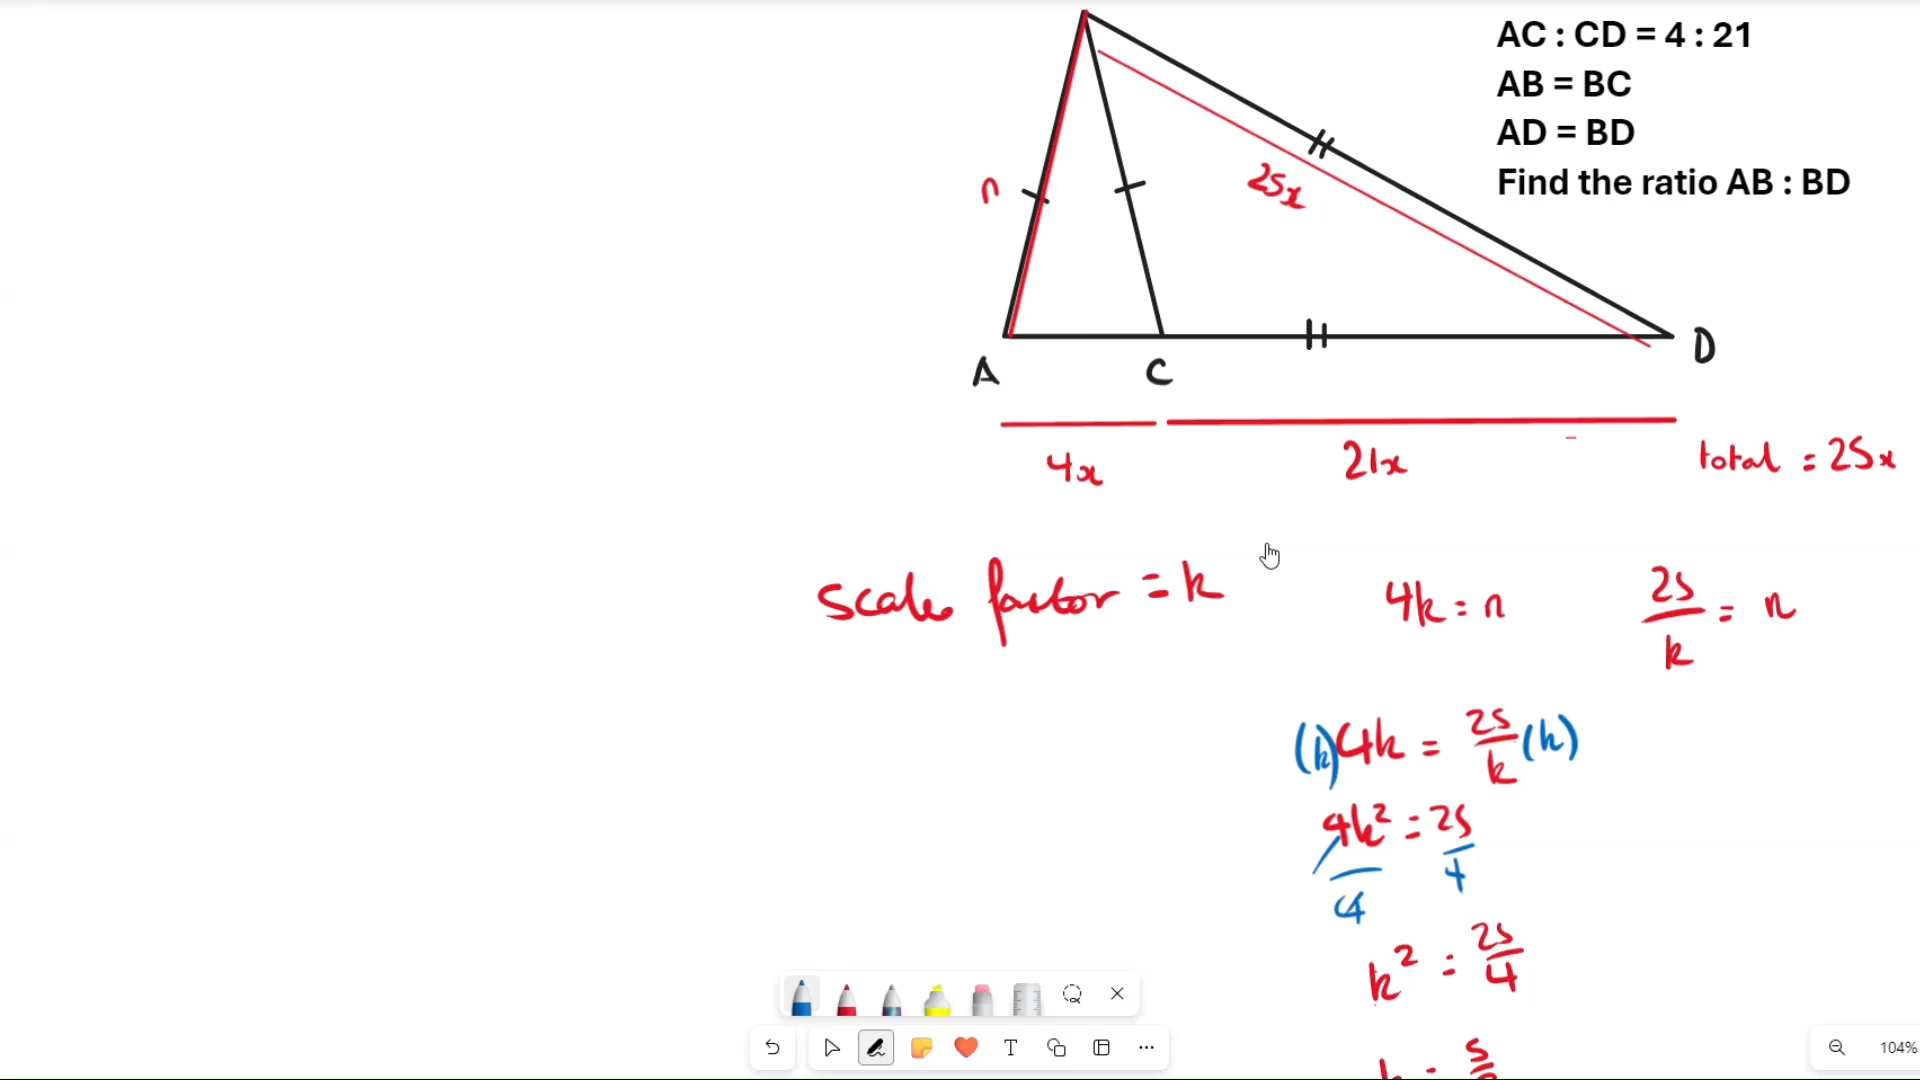 AC : CD = 4 : 21
AB = BC
AD = BD
Find the ratio AB : BD
n
25x
A
C
D
4x
21x
total = 25x
scale factor = k
4k = n
25/k = n
(k)4k = 25/k (k)
4k² = 25
4
4
k² = 25/4
T
104%